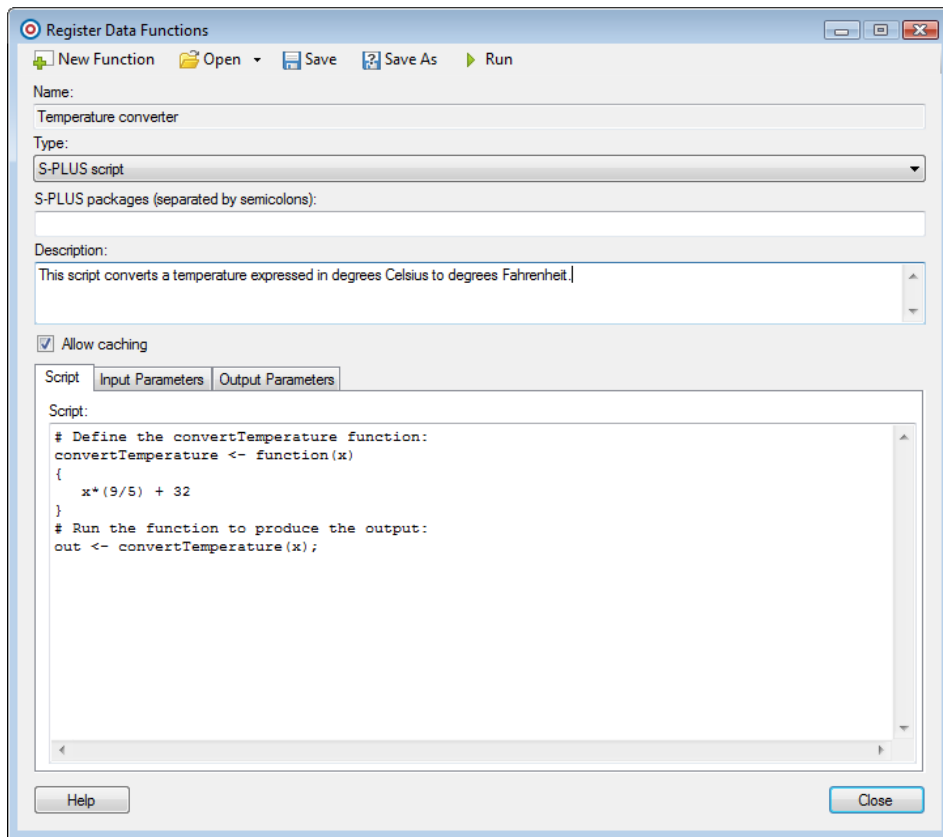 Register Data Functions
New Function Open Save Save As Run
Name:
Temperature converter
Type:
S-PLUS script
S-PLUS packages (separated by semicolons):
Description:
This script converts a temperature expressed in degrees Celsius to degrees Fahrenheit.
Allow caching
Script Input Parameters Output Parameters
Script:
# Define the convertTemperature function:
convertTemperature <- function(x)
{
   x*(9/5) + 32
}
# Run the function to produce the output:
out <- convertTemperature(x);
Help Close